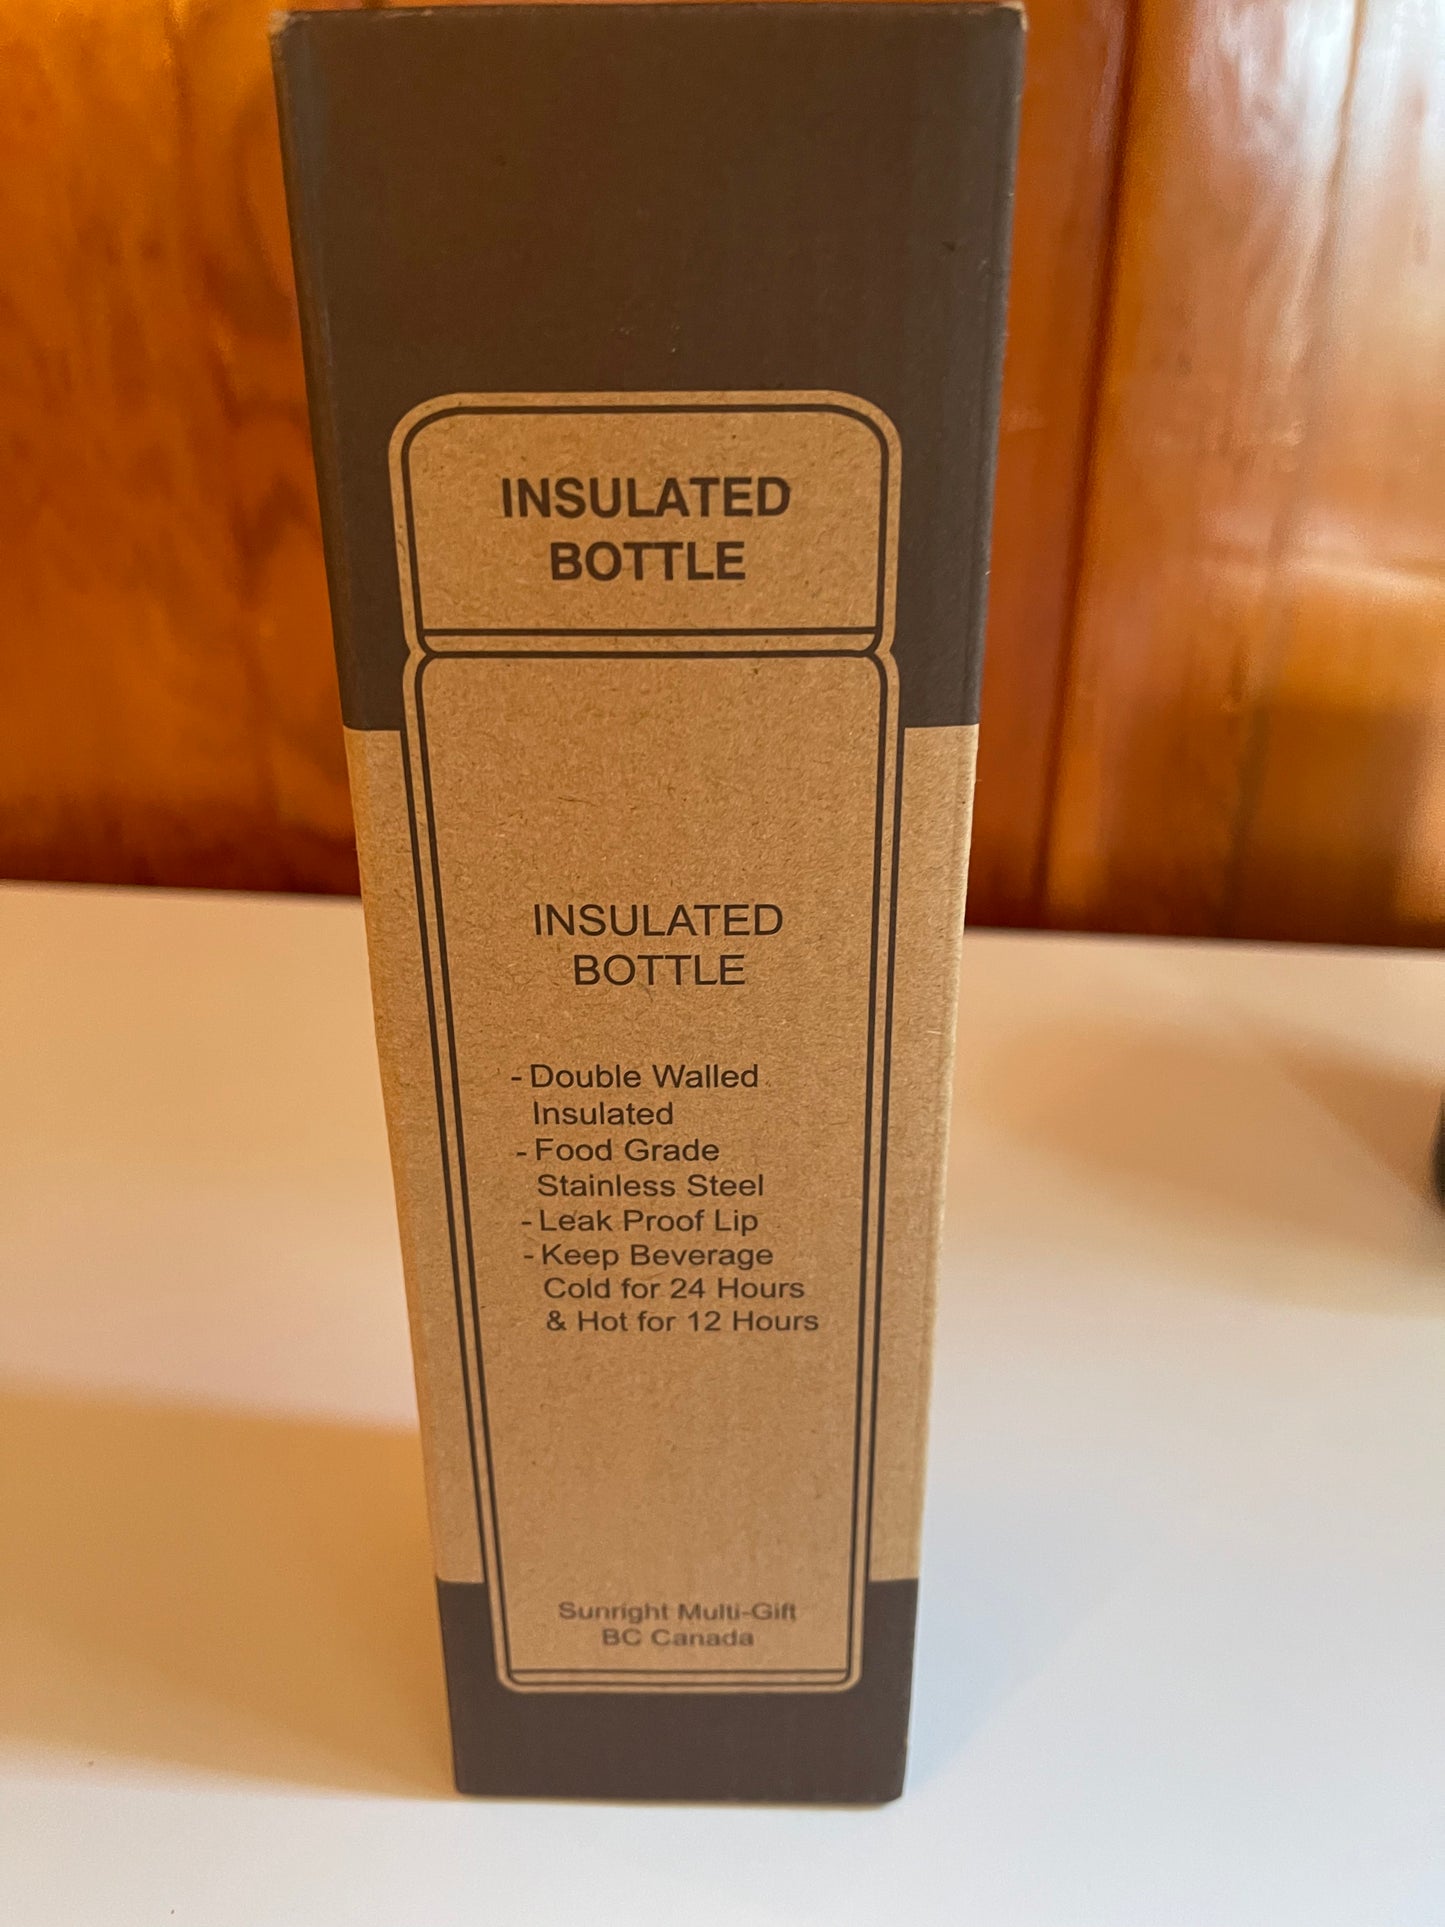 INSULATED
BOTTLE
INSULATED
BOTTLE
- Double Walled
Insulated
- Food Grade
Stainless Steel
- Leak Proof Lip
- Keep Beverage
Cold for 24 Hours
& Hot for 12 Hours
Sunright Multi-Gift
BC Canada